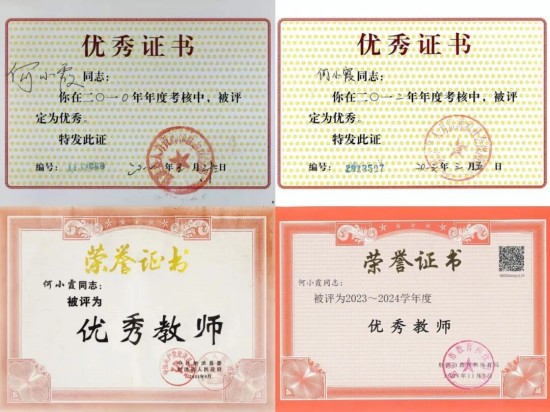 优秀证书
何小霞同志：
你在二〇一〇年年度考核中，被评
定为优秀。
特发此证
编号：
优秀证书
何小霞同志：
你在二〇一二年年度考核中，被评
定为优秀。
特发此证
编号：
荣誉证书
何小霞同志：
被评为
优秀教师
荣誉证书
何小霞同志：
被评为2023～2024学年度
优秀教师